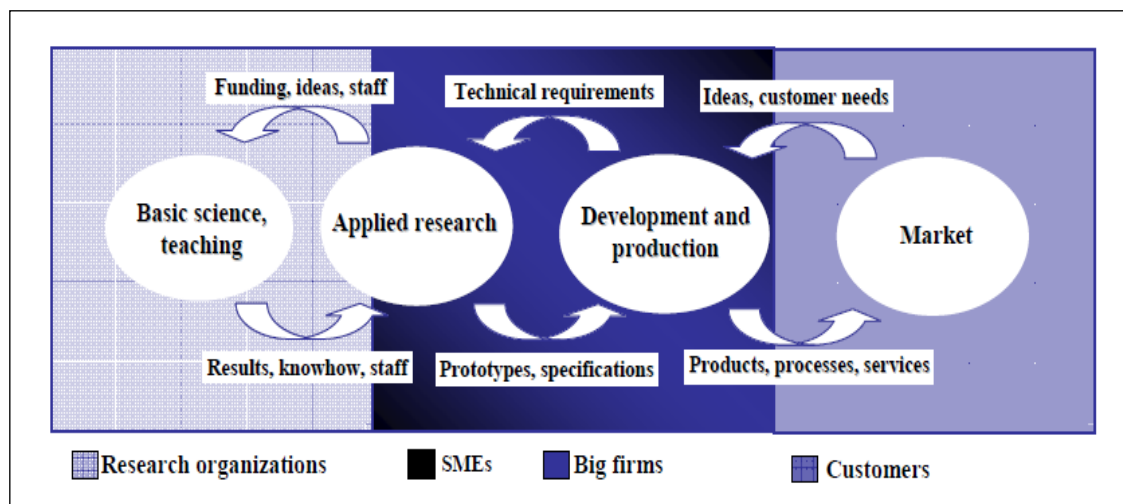 Funding, ideas, staff
Technical requirements
Ideas, customer needs
Basic science,
teaching
Applied research
Development and
production
Market
Results, knowhow, staff
Prototypes, specifications
Products, processes, services
Research organizations
SMEs
Big firms
Customers